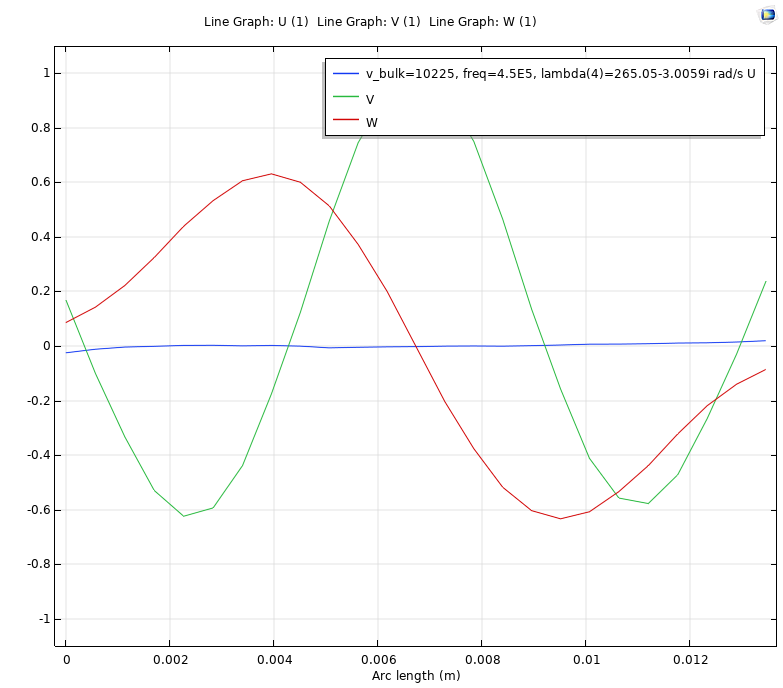 Line Graph: U (1)  Line Graph: V (1)  Line Graph: W (1)
v_bulk=10225, freq=4.5E5, lambda(4)=265.05-3.0059i rad/s U
V
W
1
0.8
0.6
0.4
0.2
0
-0.2
-0.4
-0.6
-0.8
-1
0 0.002 0.004 0.006 0.008 0.01 0.012
Arc length (m)